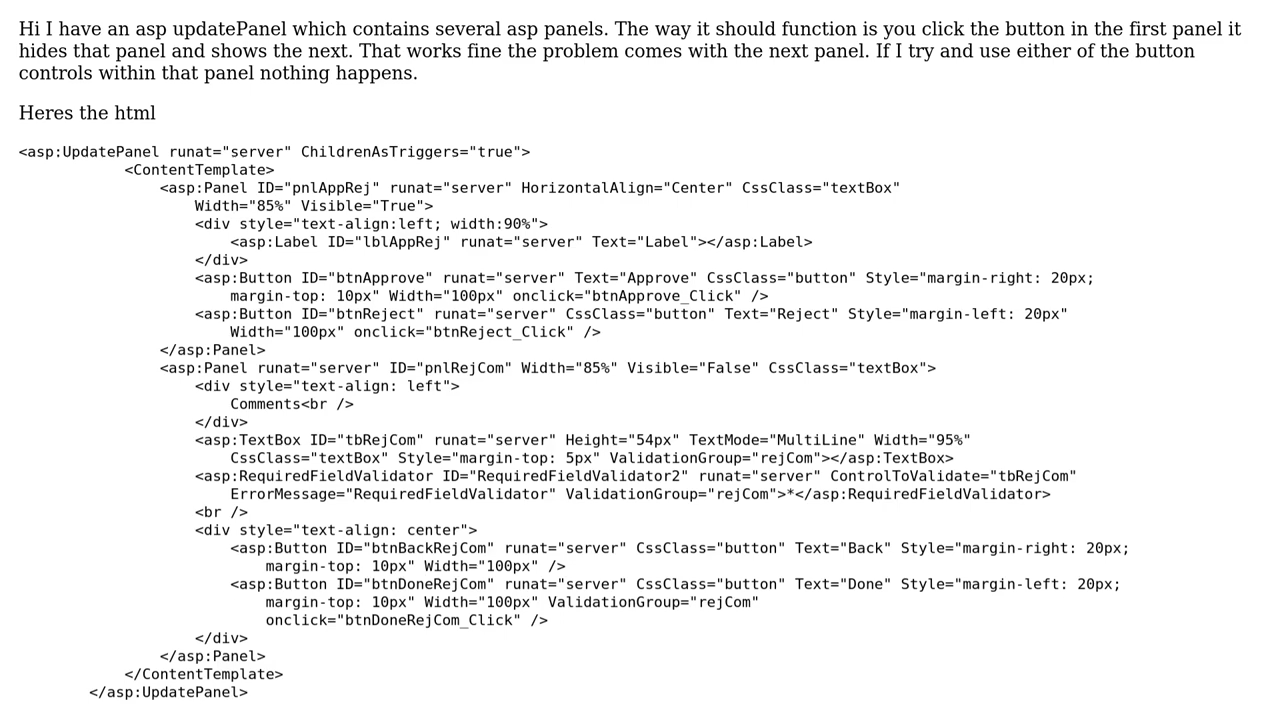 Hi I have an asp updatePanel which contains several asp panels. The way it should function is you click the button in the first panel it
hides that panel and shows the next. That works fine the problem comes with the next panel. If I try and use either of the button
controls within that panel nothing happens.
Heres the html
<asp:UpdatePanel runat="server" ChildrenAsTriggers="true">
            <ContentTemplate>
                <asp:Panel ID="pnlAppRej" runat="server" HorizontalAlign="Center" CssClass="textBox"
                    Width="85%" Visible="True">
                    <div style="text-align:left; width:90%">
                        <asp:Label ID="lblAppRej" runat="server" Text="Label"></asp:Label>
                    </div>
                    <asp:Button ID="btnApprove" runat="server" Text="Approve" CssClass="button" Style="margin-right: 20px;
                        margin-top: 10px" Width="100px" onclick="btnApprove_Click" />
                    <asp:Button ID="btnReject" runat="server" CssClass="button" Text="Reject" Style="margin-left: 20px"
                        Width="100px" onclick="btnReject_Click" />
                </asp:Panel>
                <asp:Panel runat="server" ID="pnlRejCom" Width="85%" Visible="False" CssClass="textBox">
                    <div style="text-align: left">
                        Comments<br />
                    </div>
                    <asp:TextBox ID="tbRejCom" runat="server" Height="54px" TextMode="MultiLine" Width="95%"
                        CssClass="textBox" Style="margin-top: 5px" ValidationGroup="rejCom"></asp:TextBox>
                    <asp:RequiredFieldValidator ID="RequiredFieldValidator2" runat="server" ControlToValidate="tbRejCom"
                        ErrorMessage="RequiredFieldValidator" ValidationGroup="rejCom">*</asp:RequiredFieldValidator>
                    <br />
                    <div style="text-align: center">
                        <asp:Button ID="btnBackRejCom" runat="server" CssClass="button" Text="Back" Style="margin-right: 20px;
                            margin-top: 10px" Width="100px" />
                        <asp:Button ID="btnDoneRejCom" runat="server" CssClass="button" Text="Done" Style="margin-left: 20px;
                            margin-top: 10px" Width="100px" ValidationGroup="rejCom"
                            onclick="btnDoneRejCom_Click" />
                    </div>
                </asp:Panel>
            </ContentTemplate>
        </asp:UpdatePanel>